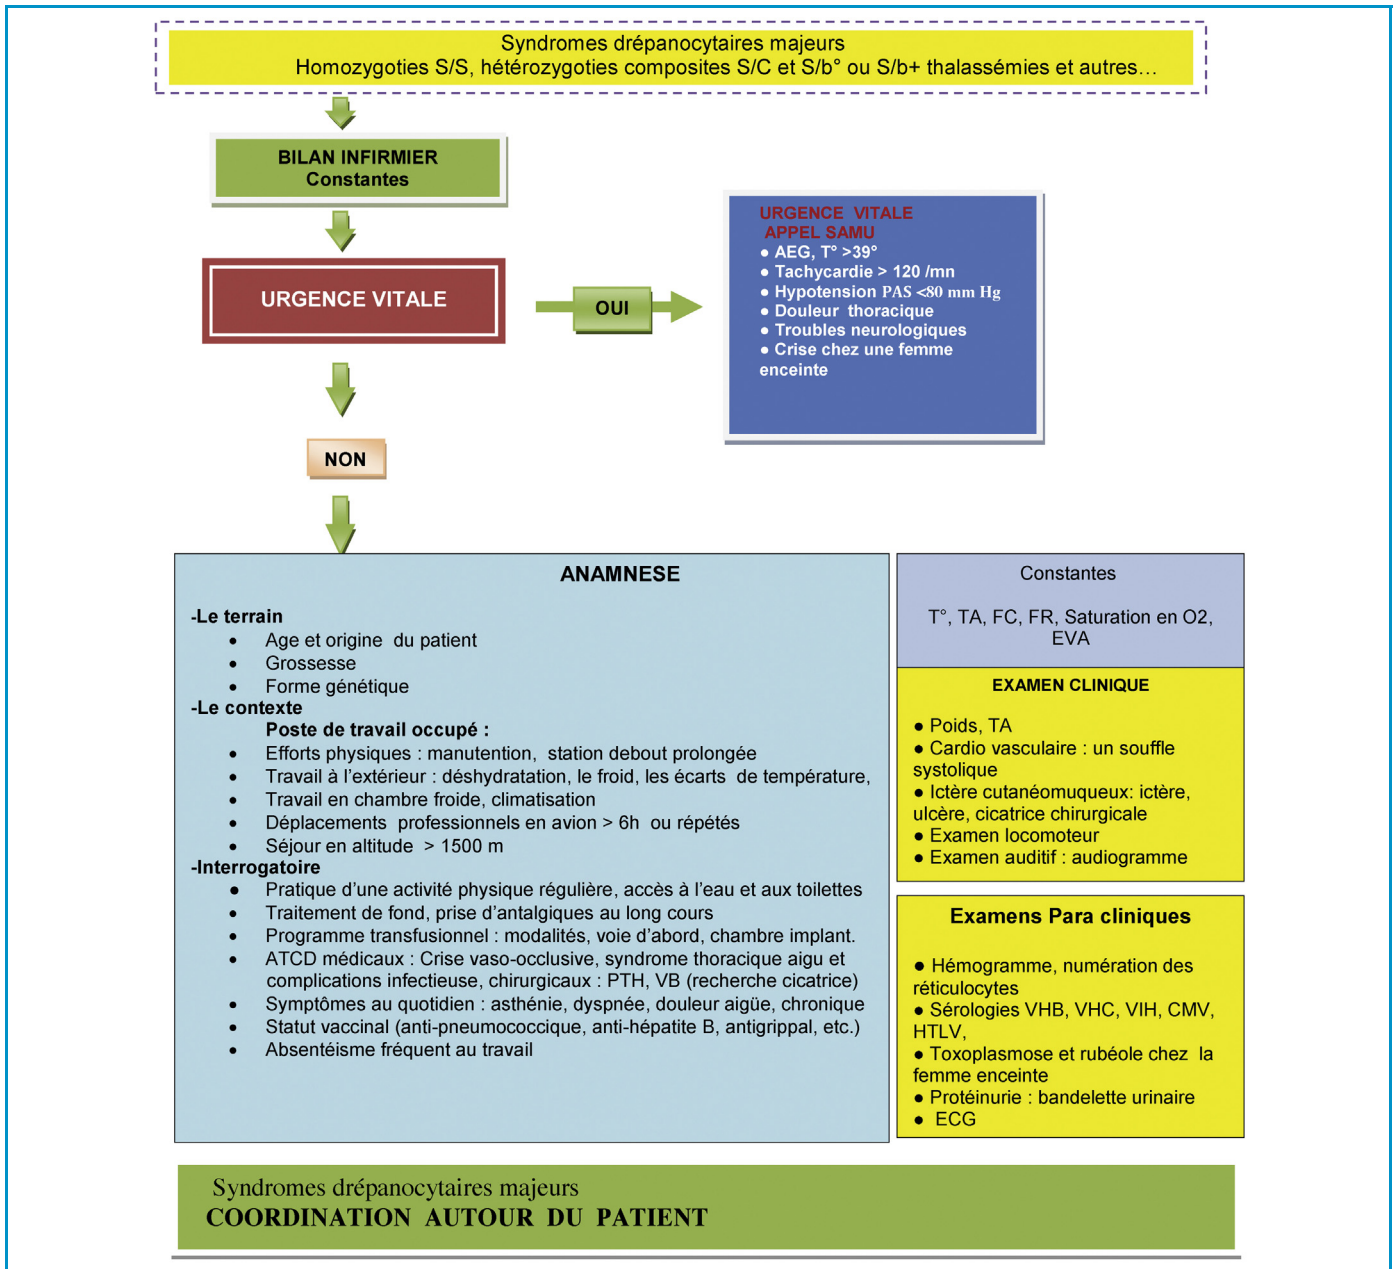 Syndromes drépanocytaires majeurs
Homozygoties S/S, hétérozygoties composites S/C et S/b° ou S/b+ thalassémies et autres…
BILAN INFIRMIER
Constantes
URGENCE VITALE
OUI
URGENCE VITALE
APPEL SAMU
● AEG, T° >39°
● Tachycardie > 120 /mn
● Hypotension PAS <80 mm Hg
● Douleur thoracique
● Troubles neurologiques
● Crise chez une femme
enceinte
NON
ANAMNESE
-Le terrain
• Age et origine du patient
• Grossesse
• Forme génétique
-Le contexte
Poste de travail occupé :
• Efforts physiques : manutention, station debout prolongée
• Travail à l’extérieur : déshydratation, le froid, les écarts de température,
• Travail en chambre froide, climatisation
• Déplacements professionnels en avion > 6h ou répétés
• Séjour en altitude > 1500 m
-Interrogatoire
• Pratique d’une activité physique régulière, accès à l’eau et aux toilettes
• Traitement de fond, prise d’antalgiques au long cours
• Programme transfusionnel : modalités, voie d’abord, chambre implant.
• ATCD médicaux : Crise vaso-occlusive, syndrome thoracique aigu et
complications infectieuse, chirurgicaux : PTH, VB (recherche cicatrice)
• Symptômes au quotidien : asthénie, dyspnée, douleur aigüe, chronique
• Statut vaccinal (anti-pneumococcique, anti-hépatite B, antigrippal, etc.)
• Absentéisme fréquent au travail
Constantes
T°, TA, FC, FR, Saturation en O2,
EVA
EXAMEN CLINIQUE
● Poids, TA
● Cardio vasculaire : un souffle
systolique
● Ictère cutanéomuqueux: ictère,
ulcère, cicatrice chirurgicale
● Examen locomoteur
● Examen auditif : audiogramme
Examens Para cliniques
● Hémogramme, numération des
réticulocytes
● Sérologies VHB, VHC, VIH, CMV,
HTLV,
● Toxoplasmose et rubéole chez la
femme enceinte
● Protéinurie : bandelette urinaire
● ECG
Syndromes drépanocytaires majeurs
COORDINATION AUTOUR DU PATIENT